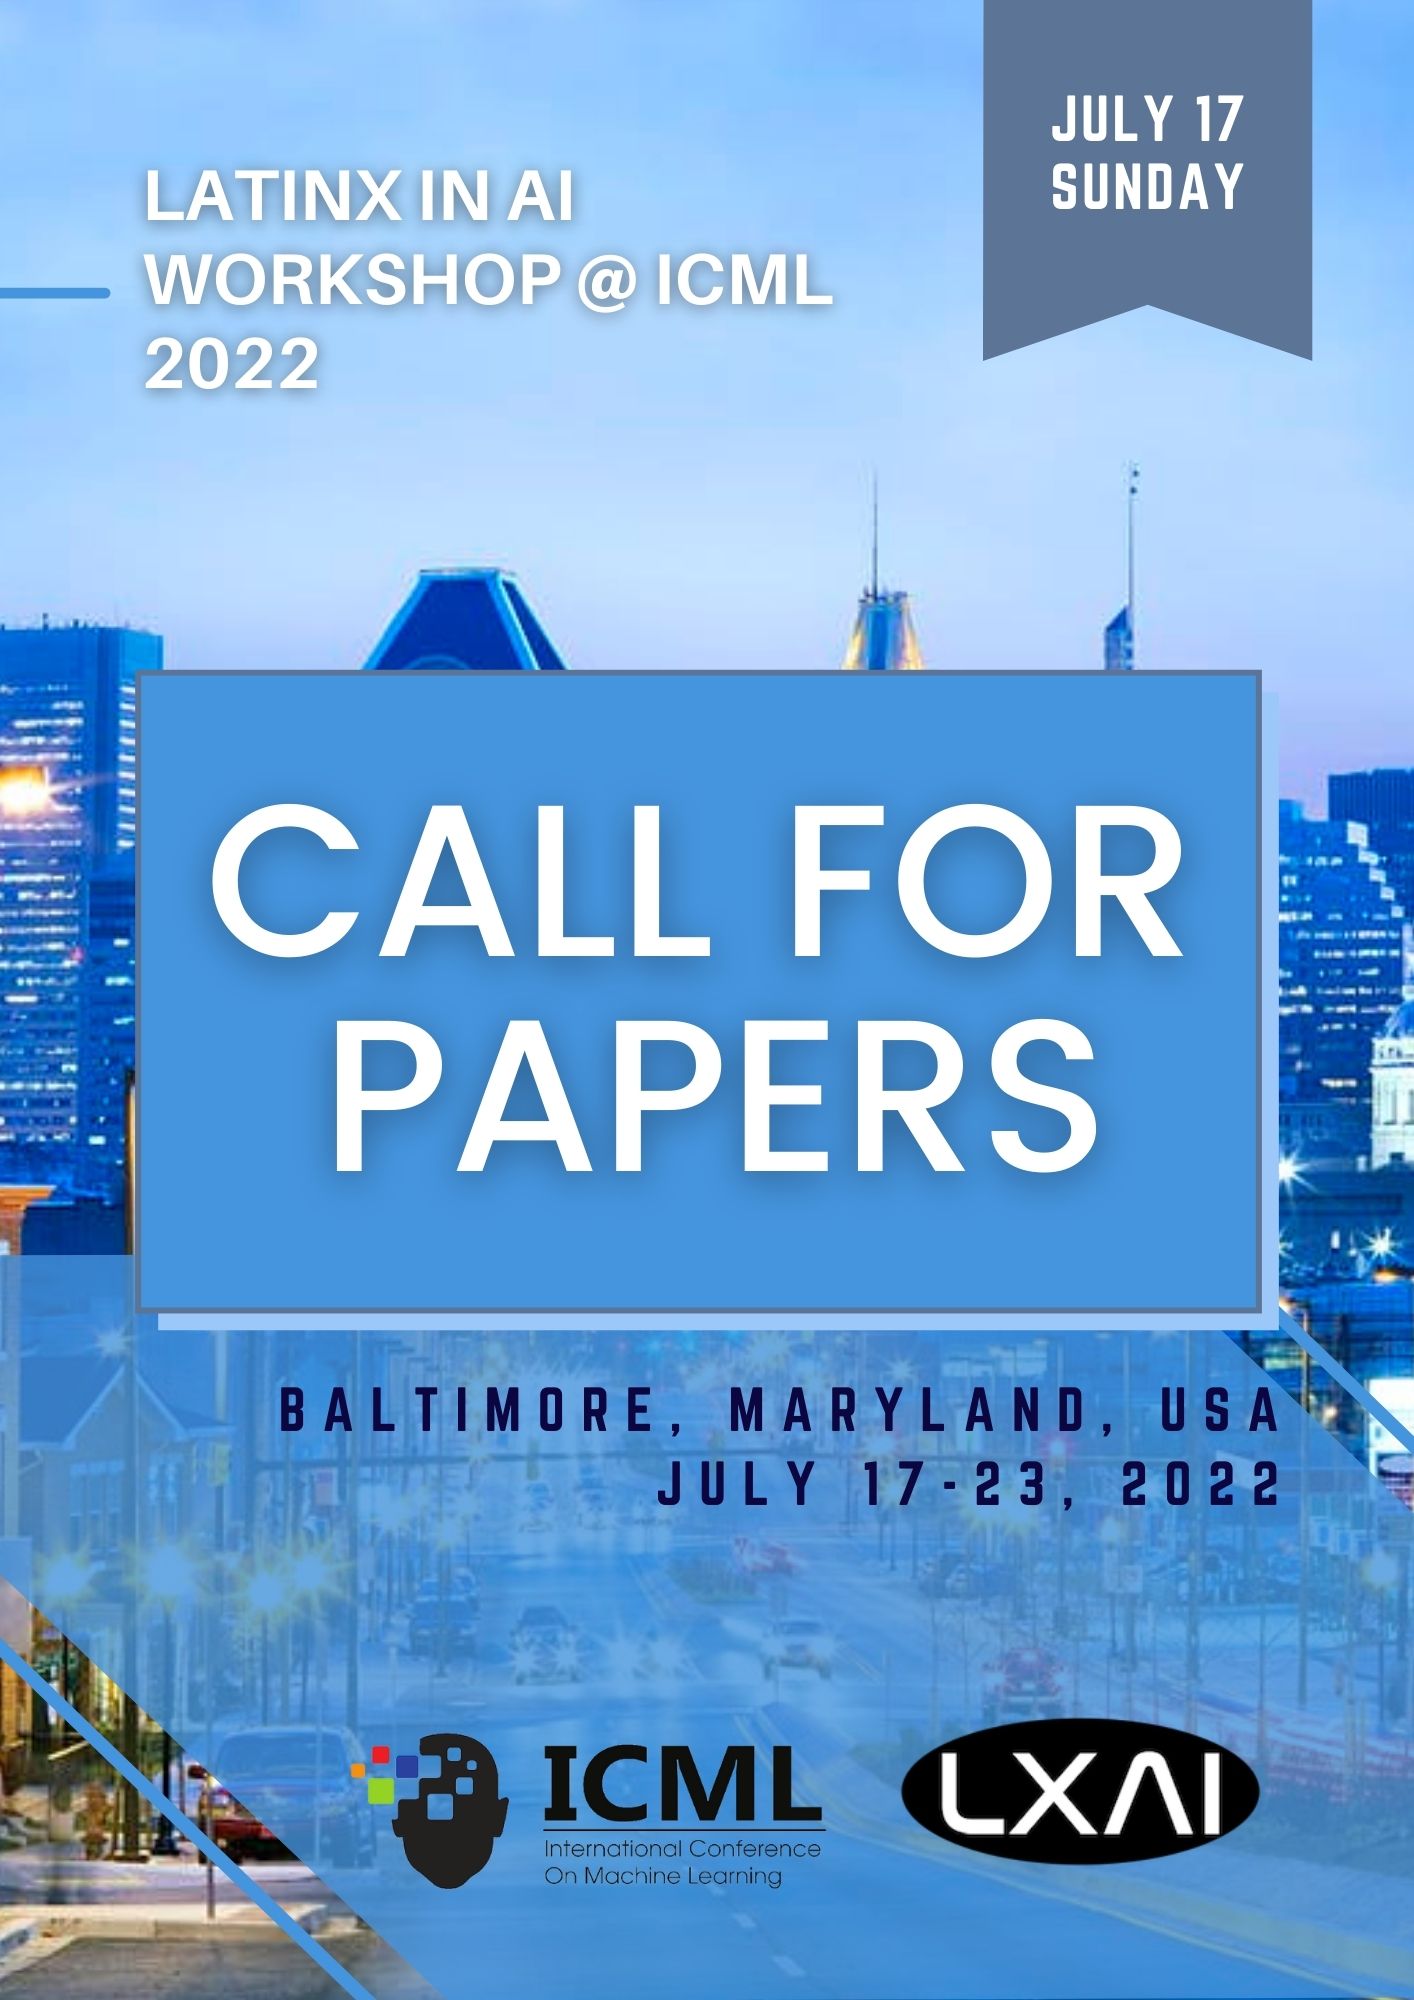 JULY 17
SUNDAY
LATINX IN AI
WORKSHOP @ ICML
2022
CALL FOR
PAPERS
BALTIMORE, MARYLAND, USA
JULY 17-23, 2022
ICML
International Conference
On Machine Learning
LXAI